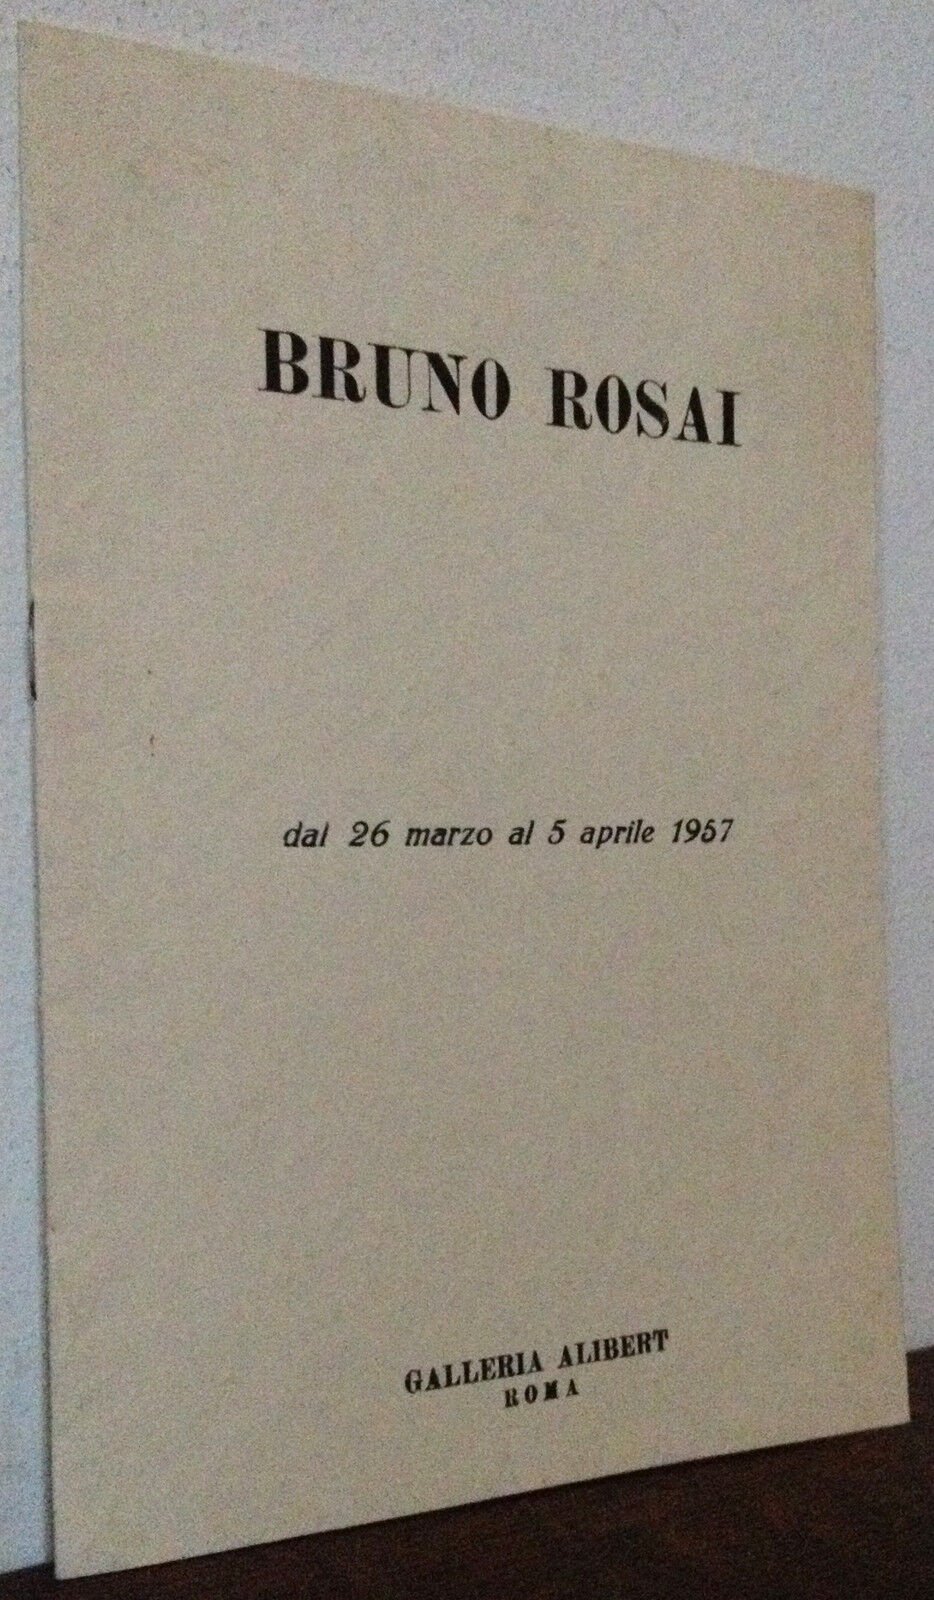 BRUNO ROSAI
dal 26 marzo al 5 aprile 1957
GALLERIA ALIBERT
ROMA